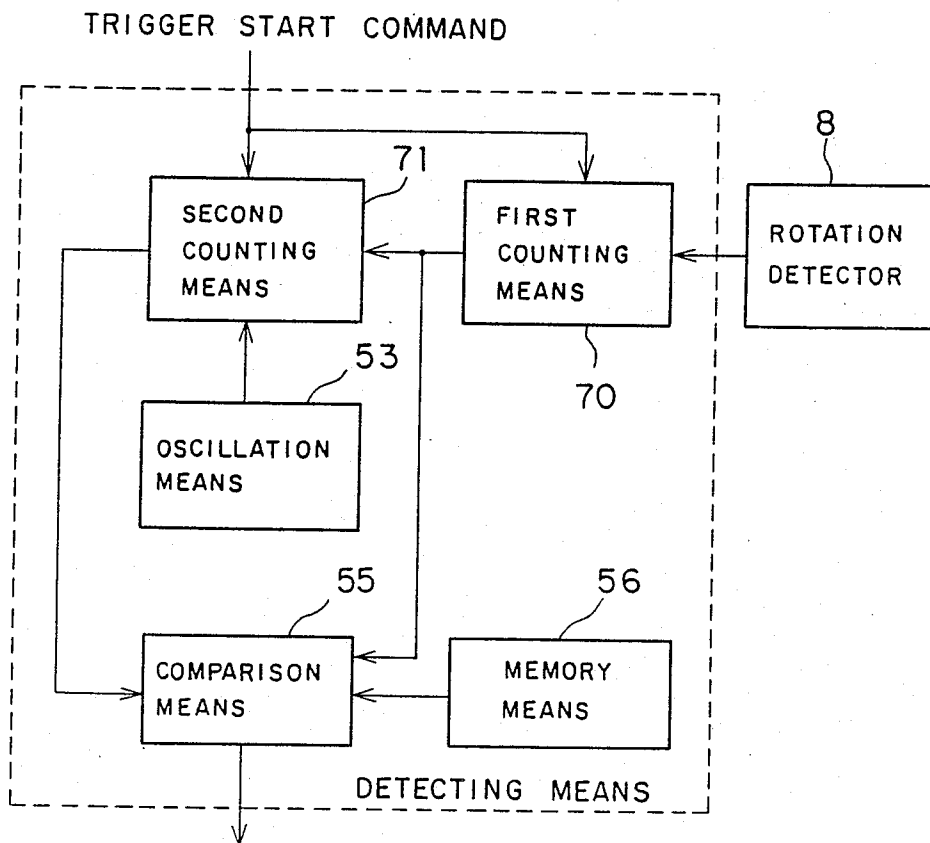 TRIGGER START COMMAND
8
71
SECOND
COUNTING
MEANS
FIRST
COUNTING
MEANS
ROTATION
DETECTOR
70
53
OSCILLATION
MEANS
55
56
COMPARISON
MEANS
MEMORY
MEANS
DETECTING MEANS